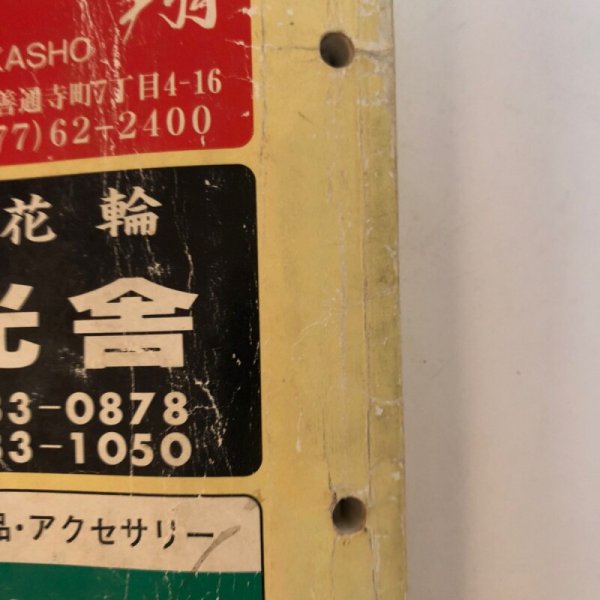 KASHO
善通寺町7丁目4-16
77)62-2400
花輪
光舎
33-0878
33-1050
品・アクセサリー